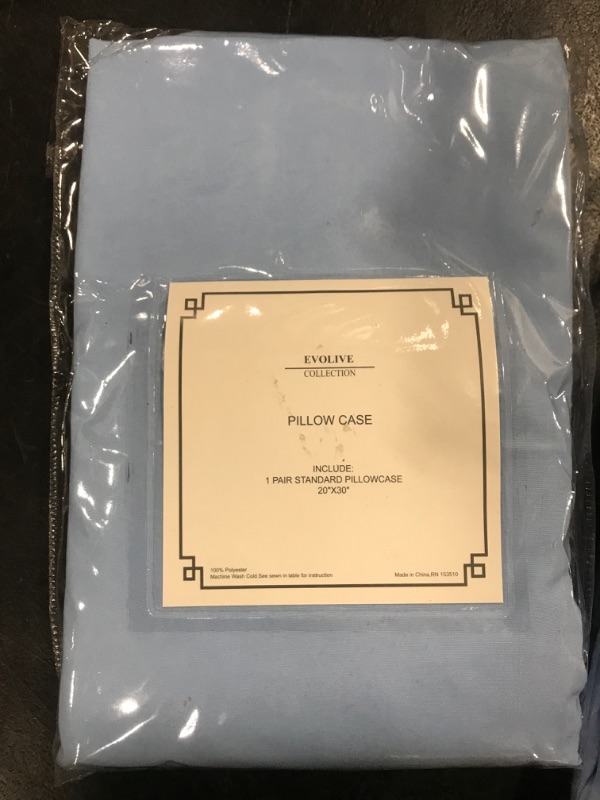 EVOLIVE
COLLECTION
PILLOW CASE
INCLUDE:
1 PAIR STANDARD PILLOWCASE
20"X30"
100% Polyester
Machine Wash Cold.See sewn in table for instruction
Made in China,RN 153510